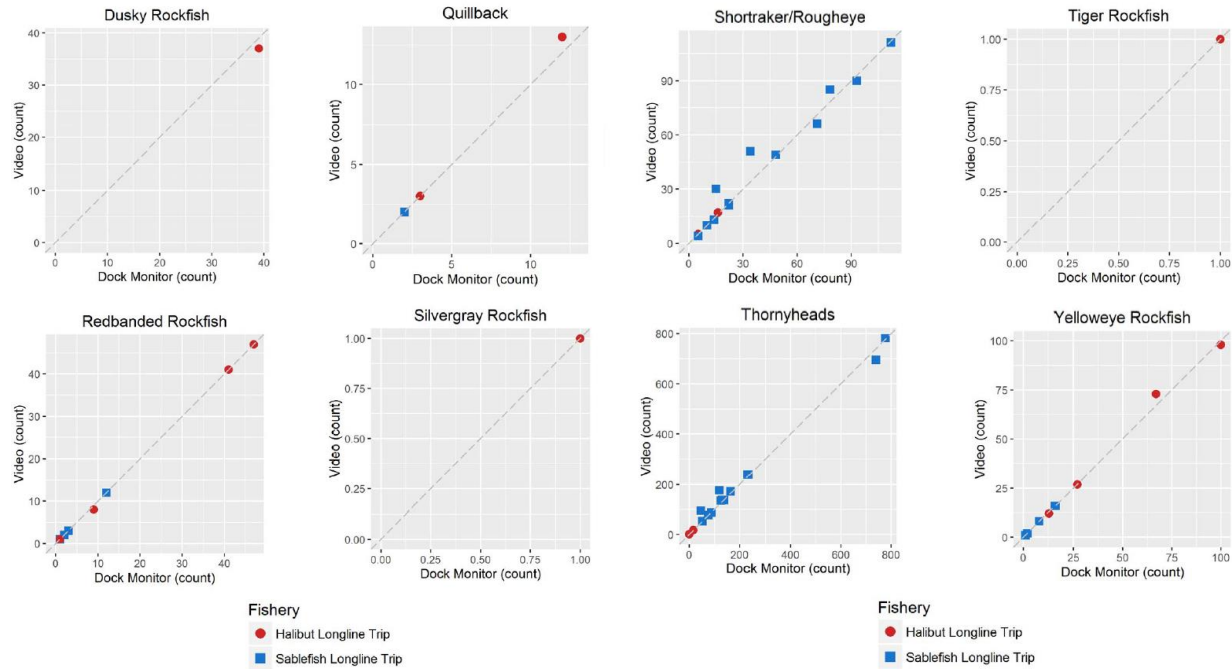 Dusky Rockfish
40
30
20
10
0
Video (count)
0 10 20 30 40
Dock Monitor (count)
Quillback
10
5
0
Video (count)
0 5 10
Dock Monitor (count)
Shortraker/Rougheye
90
60
30
0
Video (count)
0 30 60 90
Dock Monitor (count)
Tiger Rockfish
1.00
0.75
0.50
0.25
0.00
Video (count)
0.00 0.25 0.50 0.75 1.00
Dock Monitor (count)
Redbanded Rockfish
40
30
20
10
0
Video (count)
0 10 20 30 40
Dock Monitor (count)
Silvergray Rockfish
1.00
0.75
0.50
0.25
0.00
Video (count)
0.00 0.25 0.50 0.75 1.00
Dock Monitor (count)
Thornyheads
800
600
400
200
0
Video (count)
0 200 400 600 800
Dock Monitor (count)
Yelloweye Rockfish
100
75
50
25
0
Video (count)
0 25 50 75 100
Dock Monitor (count)
Fishery
Halibut Longline Trip
Sablefish Longline Trip
Fishery
Halibut Longline Trip
Sablefish Longline Trip